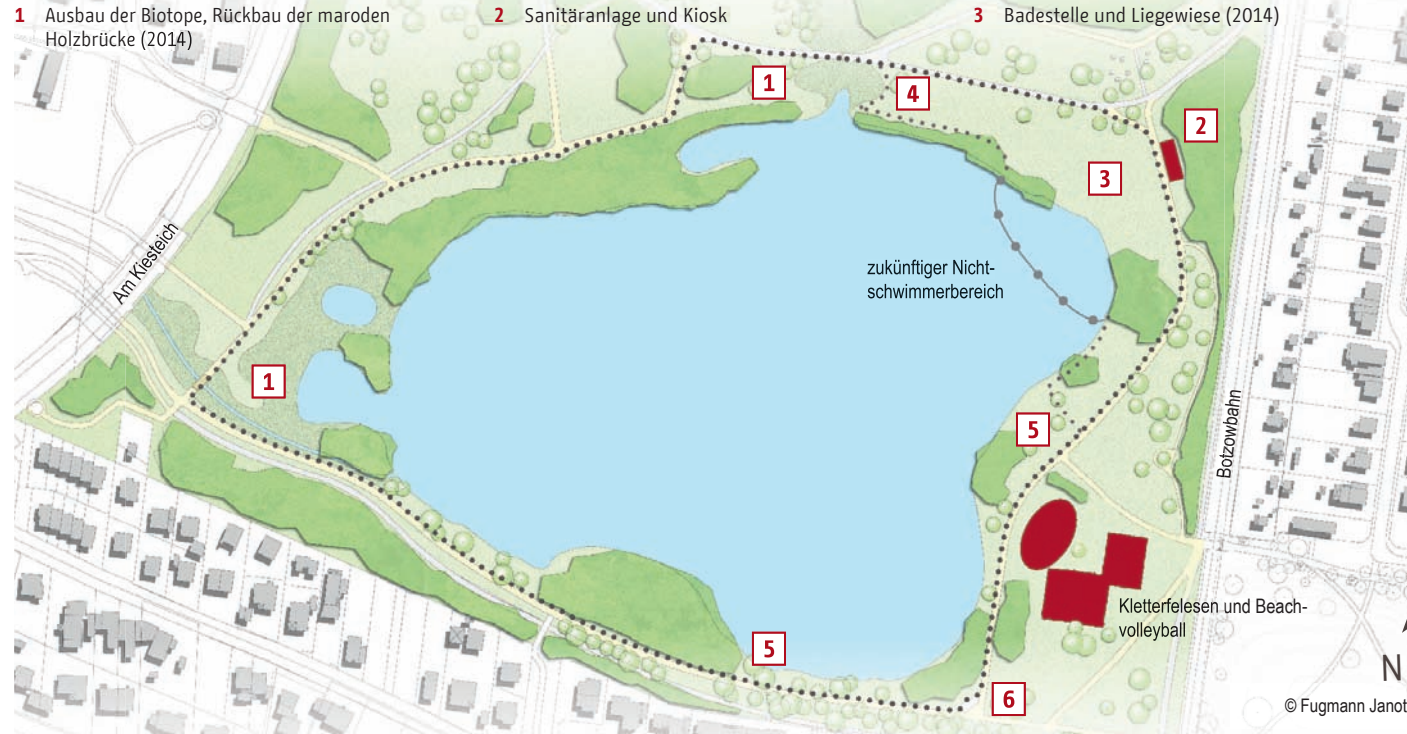 1 Ausbau der Biotope, Rückbau der maroden
Holzbrücke (2014)
2 Sanitäranlage und Kiosk
3 Badestelle und Liegewiese (2014)
1
4
2
3
Am Kiesteich
zukünftiger Nicht-
schwimmerbereich
1
5
Botzowbahn
Kletterfelesen und Beach-
volleyball
5
6
N
© Fugmann Janot